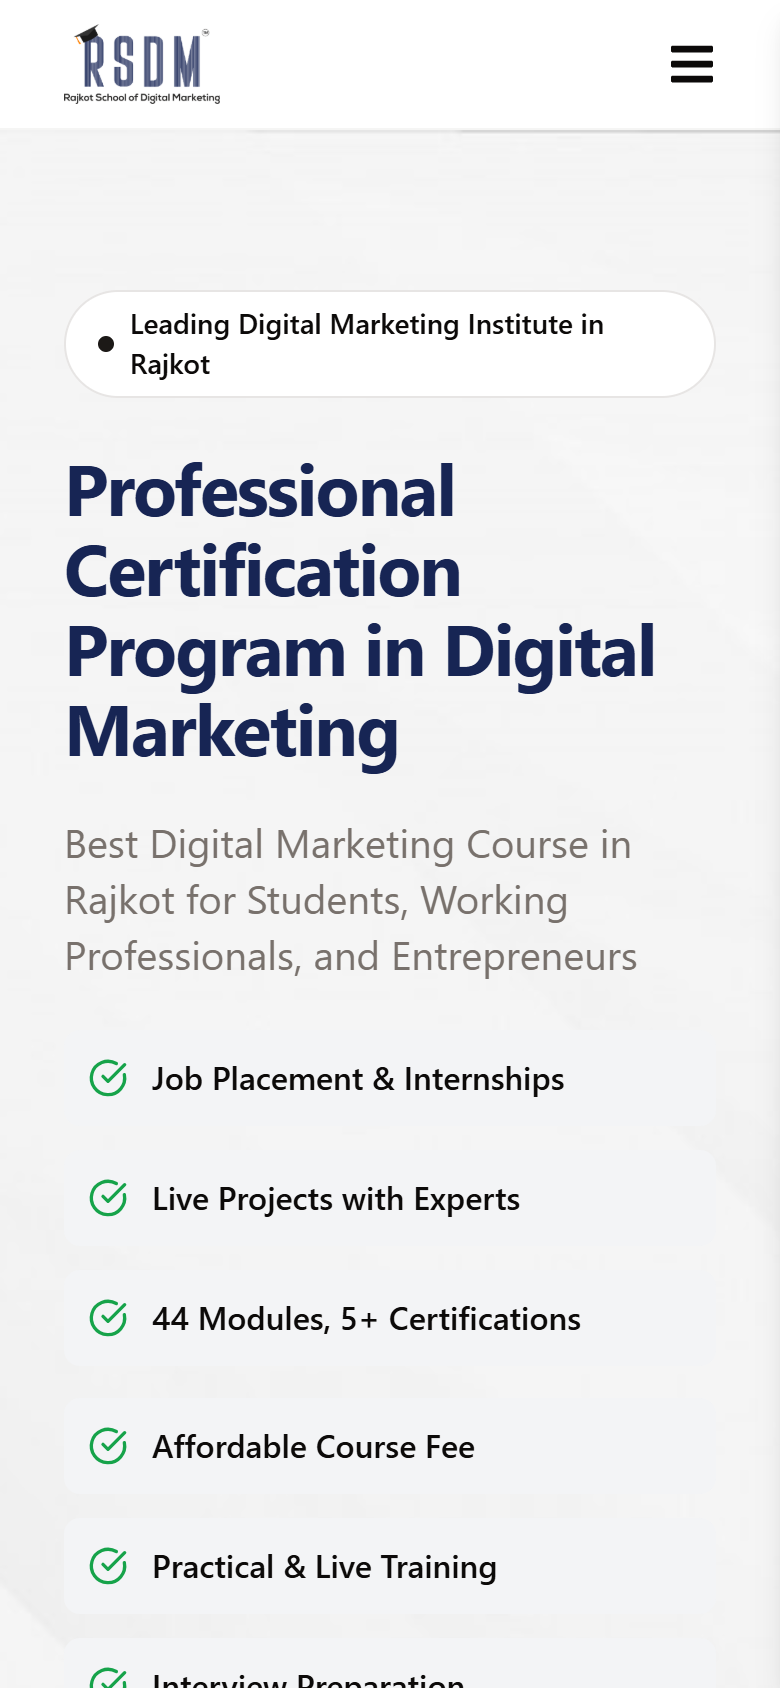 RSDM
Rajkot School of Digital Marketing
Leading Digital Marketing Institute in
Rajkot
Professional
Certification
Program in Digital
Marketing
Best Digital Marketing Course in
Rajkot for Students, Working
Professionals, and Entrepreneurs
Job Placement & Internships
Live Projects with Experts
44 Modules, 5+ Certifications
Affordable Course Fee
Practical & Live Training
Interview Preparation